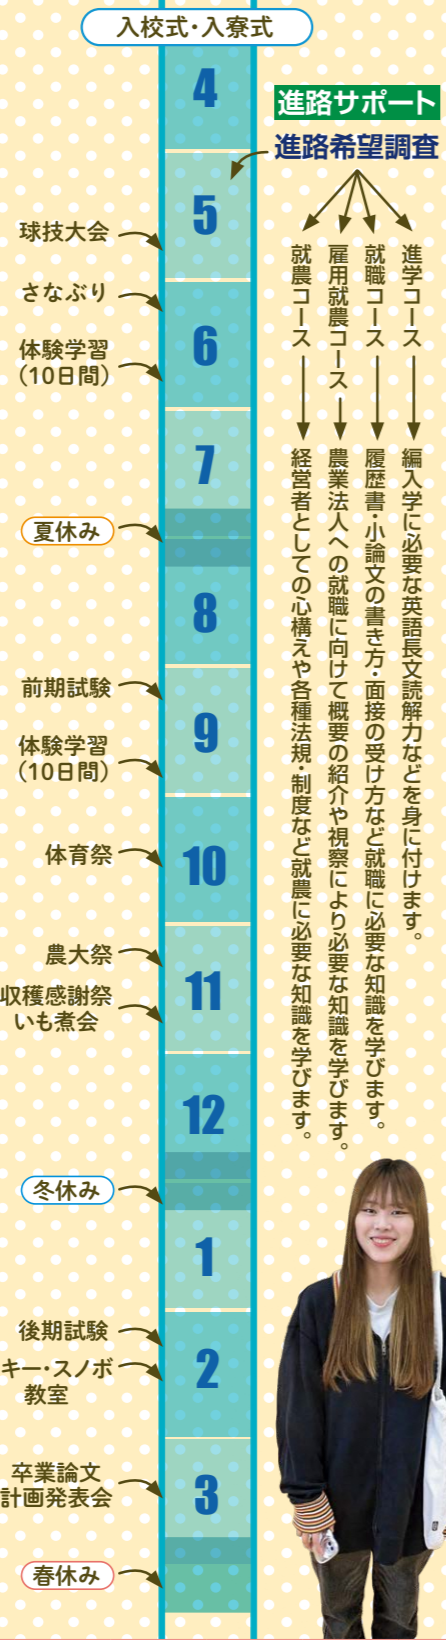 入校式・入寮式
4
進路サポート
進路希望調査
進学コース
編入学に必要な英語長文読解力などを身に付けます。
就職コース
履歴書・小論文の書き方・面接の受け方など就職に必要な知識を学びます。
雇用就農コース
農業法人への就職に向けて概要の紹介や視察により必要な知識を学びます。
就農コース
経営者としての心構えや各種法規・制度など就農に必要な知識を学びます。
5
球技大会
さなぶり
6
体験学習
(10日間)
7
夏休み
8
前期試験
9
体験学習
(10日間)
10
体育祭
農大祭
11
収穫感謝祭
いも煮会
12
冬休み
1
後期試験
2
キー・スノボ
教室
卒業論文
計画発表会
3
春休み